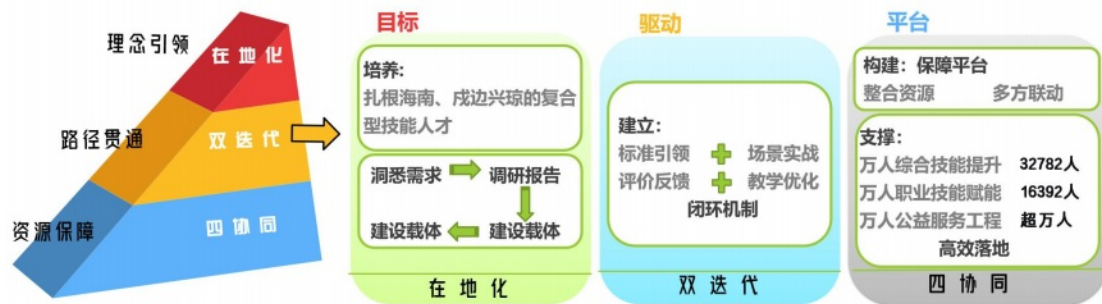 理念引领
在地化
路径贯通
双迭代
资源保障
四协同
目标
培养：
扎根海南、戍边兴琼的复合
型技能人才
洞悉需求 调研报告
建设载体 建设载体
在地化
驱动
建立：
标准引领 场景实战
评价反馈 教学优化
闭环机制
双迭代
平台
构建：保障平台
整合资源 多方联动
支撑：
万人综合技能提升 32782人
万人职业技能赋能 16392人
万人公益服务工程 超万人
高效落地
四协同